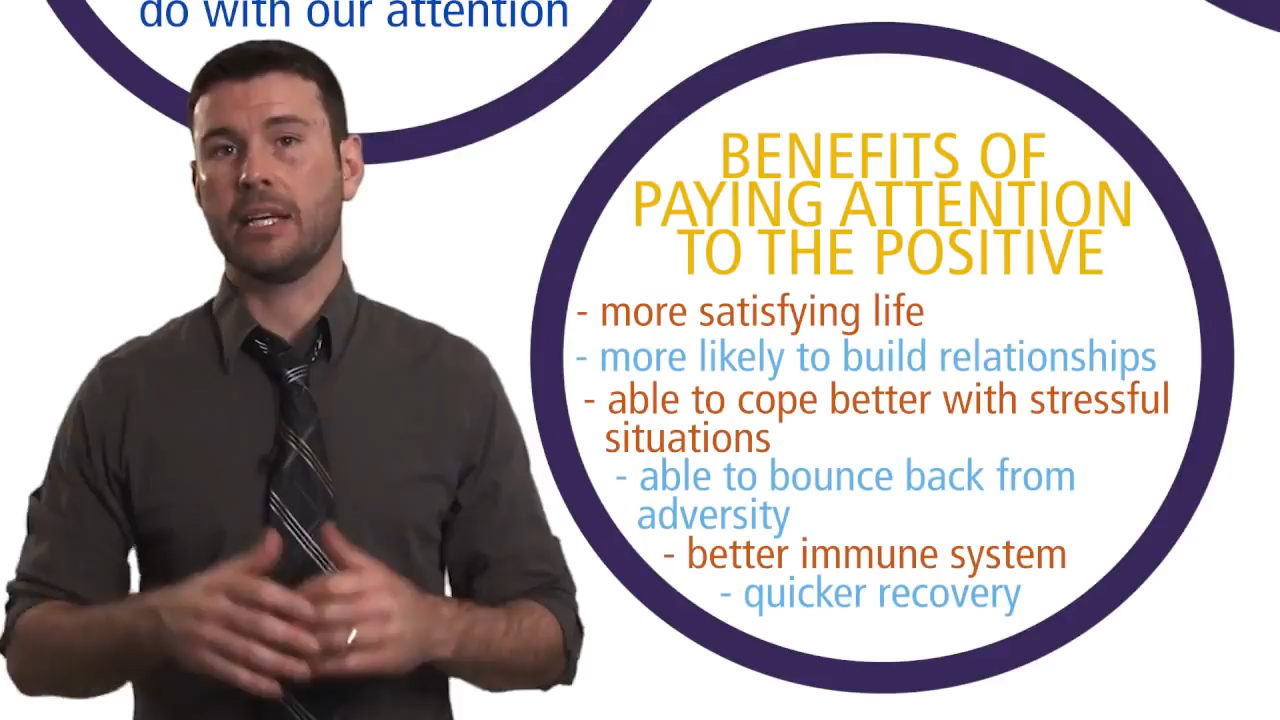 do with our attention
BENEFITS OF
PAYING ATTENTION
TO THE POSITIVE
- more satisfying life
- more likely to build relationships
- able to cope better with stressful
situations
- able to bounce back from
adversity
- better immune system
- quicker recovery